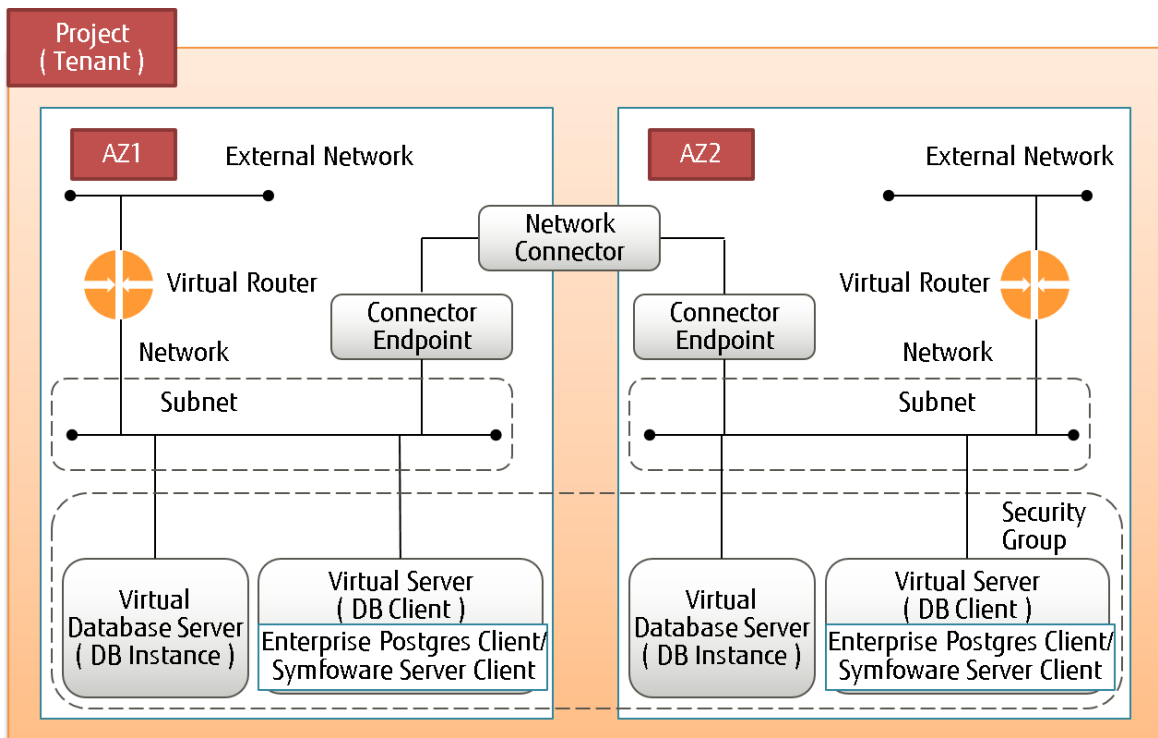 Project
( Tenant )
AZ1
External Network
Virtual Router
Network
Connector
Connector
Endpoint
Network
Subnet
Virtual
Database Server
( DB Instance )
Virtual Server
( DB Client )
Enterprise Postgres Client/
Symfoware Server Client
AZ2
External Network
Virtual Router
Connector
Endpoint
Network
Subnet
Security
Group
Virtual
Database Server
( DB Instance )
Virtual Server
( DB Client )
Enterprise Postgres Client/
Symfoware Server Client